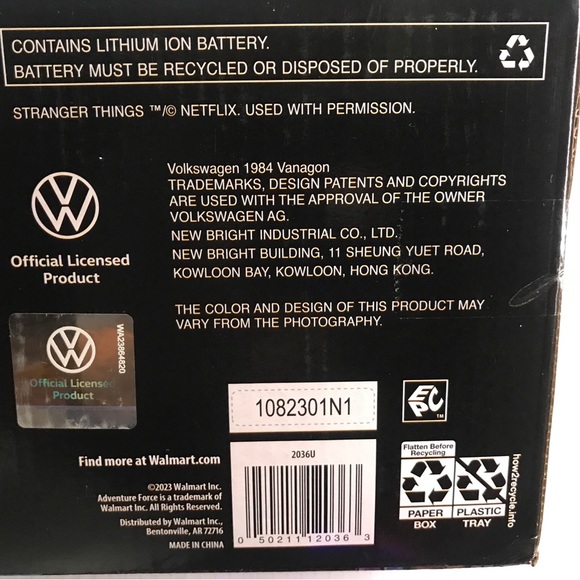 CONTAINS LITHIUM ION BATTERY.
BATTERY MUST BE RECYCLED OR DISPOSED OF PROPERLY.
STRANGER THINGS ™/© NETFLIX. USED WITH PERMISSION.
Official Licensed
Product
Volkswagen 1984 Vanagon
TRADEMARKS, DESIGN PATENTS AND COPYRIGHTS
ARE USED WITH THE APPROVAL OF THE OWNER
VOLKSWAGEN AG.
NEW BRIGHT INDUSTRIAL CO., LTD.
NEW BRIGHT BUILDING, 11 SHEUNG YUET ROAD,
KOWLOON BAY, KOWLOON, HONG KONG.
THE COLOR AND DESIGN OF THIS PRODUCT MAY
VARY FROM THE PHOTOGRAPHY.
Official Licensed
Product
WA23864820
1082301N1
EPC™
Find more at Walmart.com
©2023 Walmart Inc.
Adventure Force is a trademark of
Walmart Inc. All Rights Reserved.
Distributed by Walmart Inc.,
Bentonville, AR 72716
MADE IN CHINA
2036U
0 50211 12036 3
Flatten Before
Recycling
PAPER
BOX
PLASTIC
TRAY
how2recycle.info